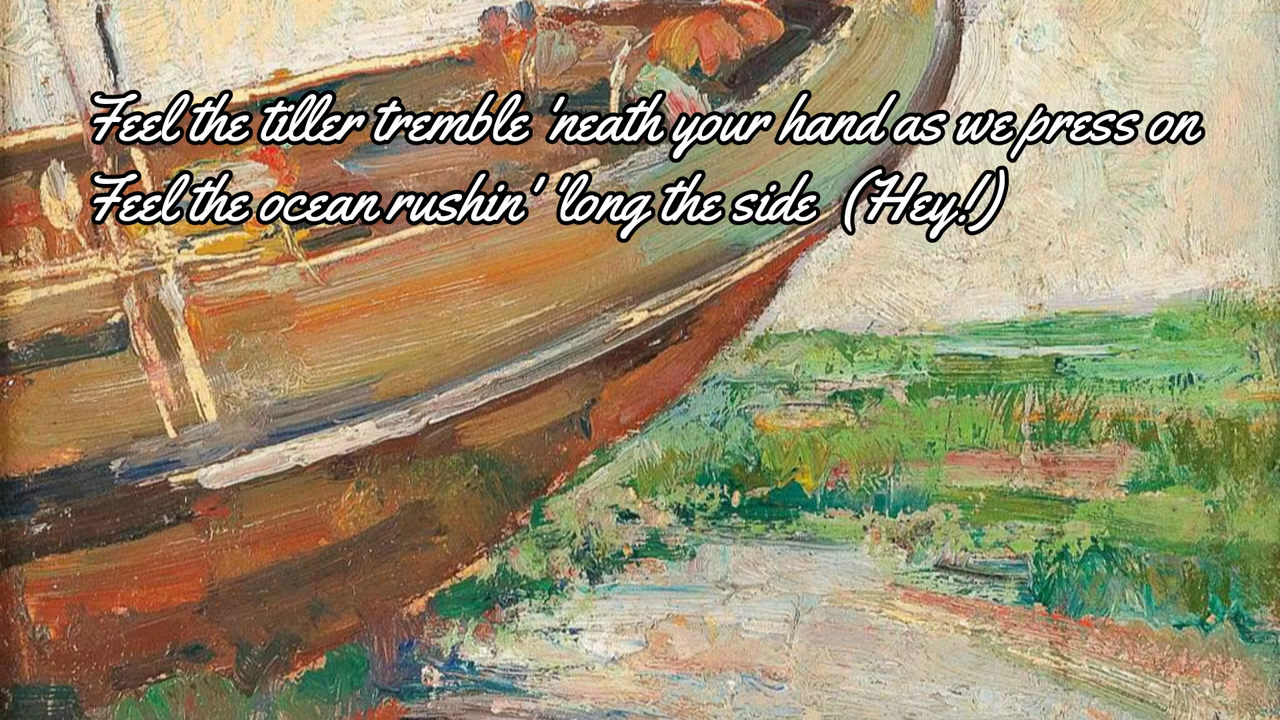 Feel the tiller tremble 'neath your hand as we press on
Feel the ocean rushin' 'long the side (Hey!)